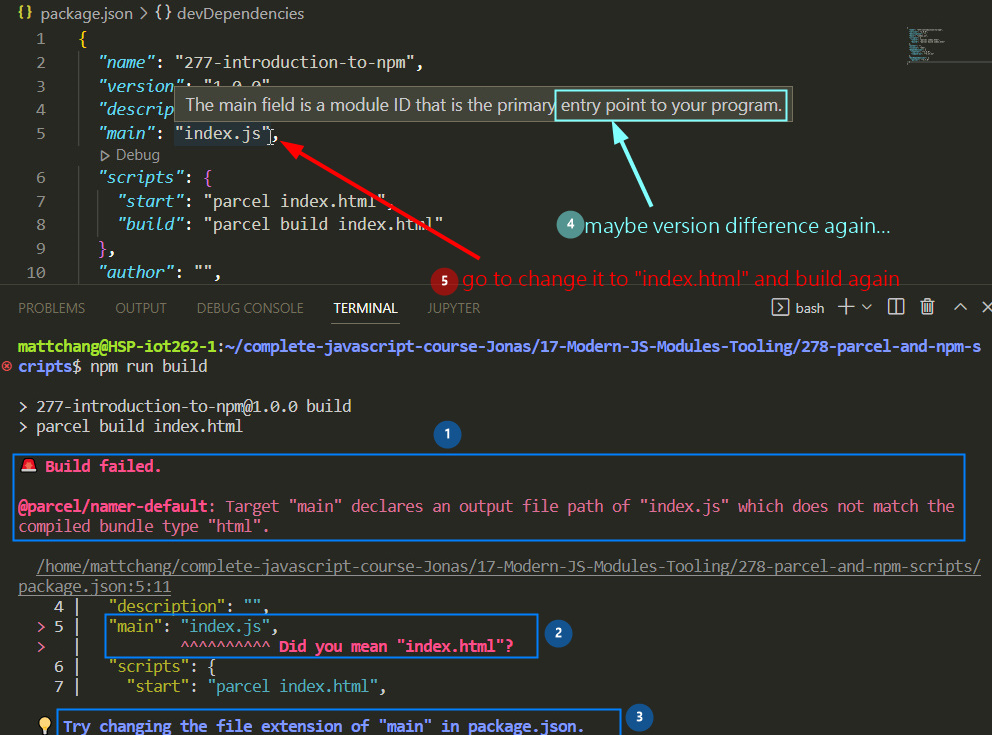 {} package.json > {} devDependencies
1 {
2 "name": "277-introduction-to-npm",
3 "version": "1.0.0"
The main field is a module ID that is the primary entry point to your program.
4 "descrip
5 "main": "index.js",
Debug
6 "scripts": {
7 "start": "parcel index.html",
8 "build": "parcel build index.html"
4 maybe version difference again...
9 },
10 "author": "",
5 go to change it to "index.html" and build again
PROBLEMS OUTPUT DEBUG CONSOLE TERMINAL JUPYTER bash
mattchang@HSP-iot262-1:~/complete-javascript-course-Jonas/17-Modern-JS-Modules-Tooling/278-parcel-and-npm-s
cripts$ npm run build
> 277-introduction-to-npm@1.0.0 build
> parcel build index.html
1
🚨 Build failed.
@parcel/namer-default: Target "main" declares an output file path of "index.js" which does not match the
compiled bundle type "html".
/home/mattchang/complete-javascript-course-Jonas/17-Modern-JS-Modules-Tooling/278-parcel-and-npm-scripts/
package.json:5:11
4 | "description": "",
> 5 | "main": "index.js",
> | ^^^^^^^^^^ Did you mean "index.html"?
2
6 | "scripts": {
7 | "start": "parcel index.html",
💡 Try changing the file extension of "main" in package.json.
3